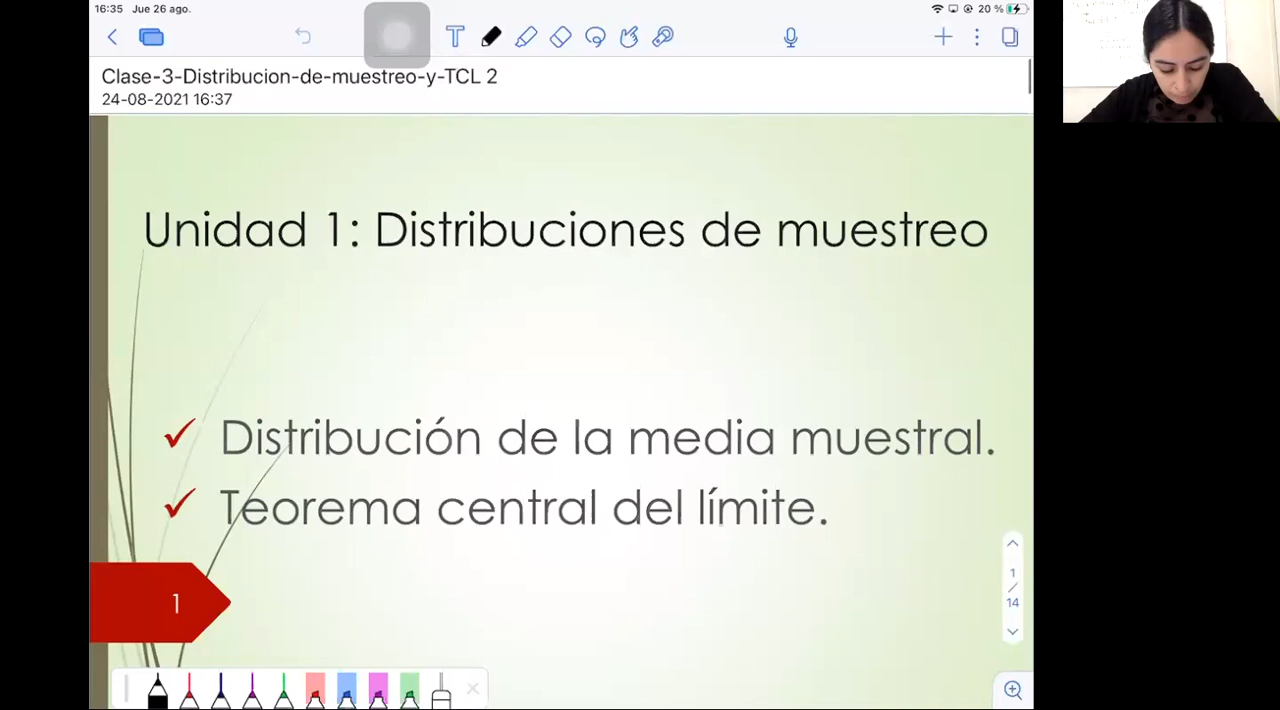 16:35 Jue 26 ago.
20 %
Clase-3-Distribucion-de-muestreo-y-TCL 2
24-08-2021 16:37
Unidad 1: Distribuciones de muestreo
✓ Distribución de la media muestral.
✓ Teorema central del límite.
1
1
/
14